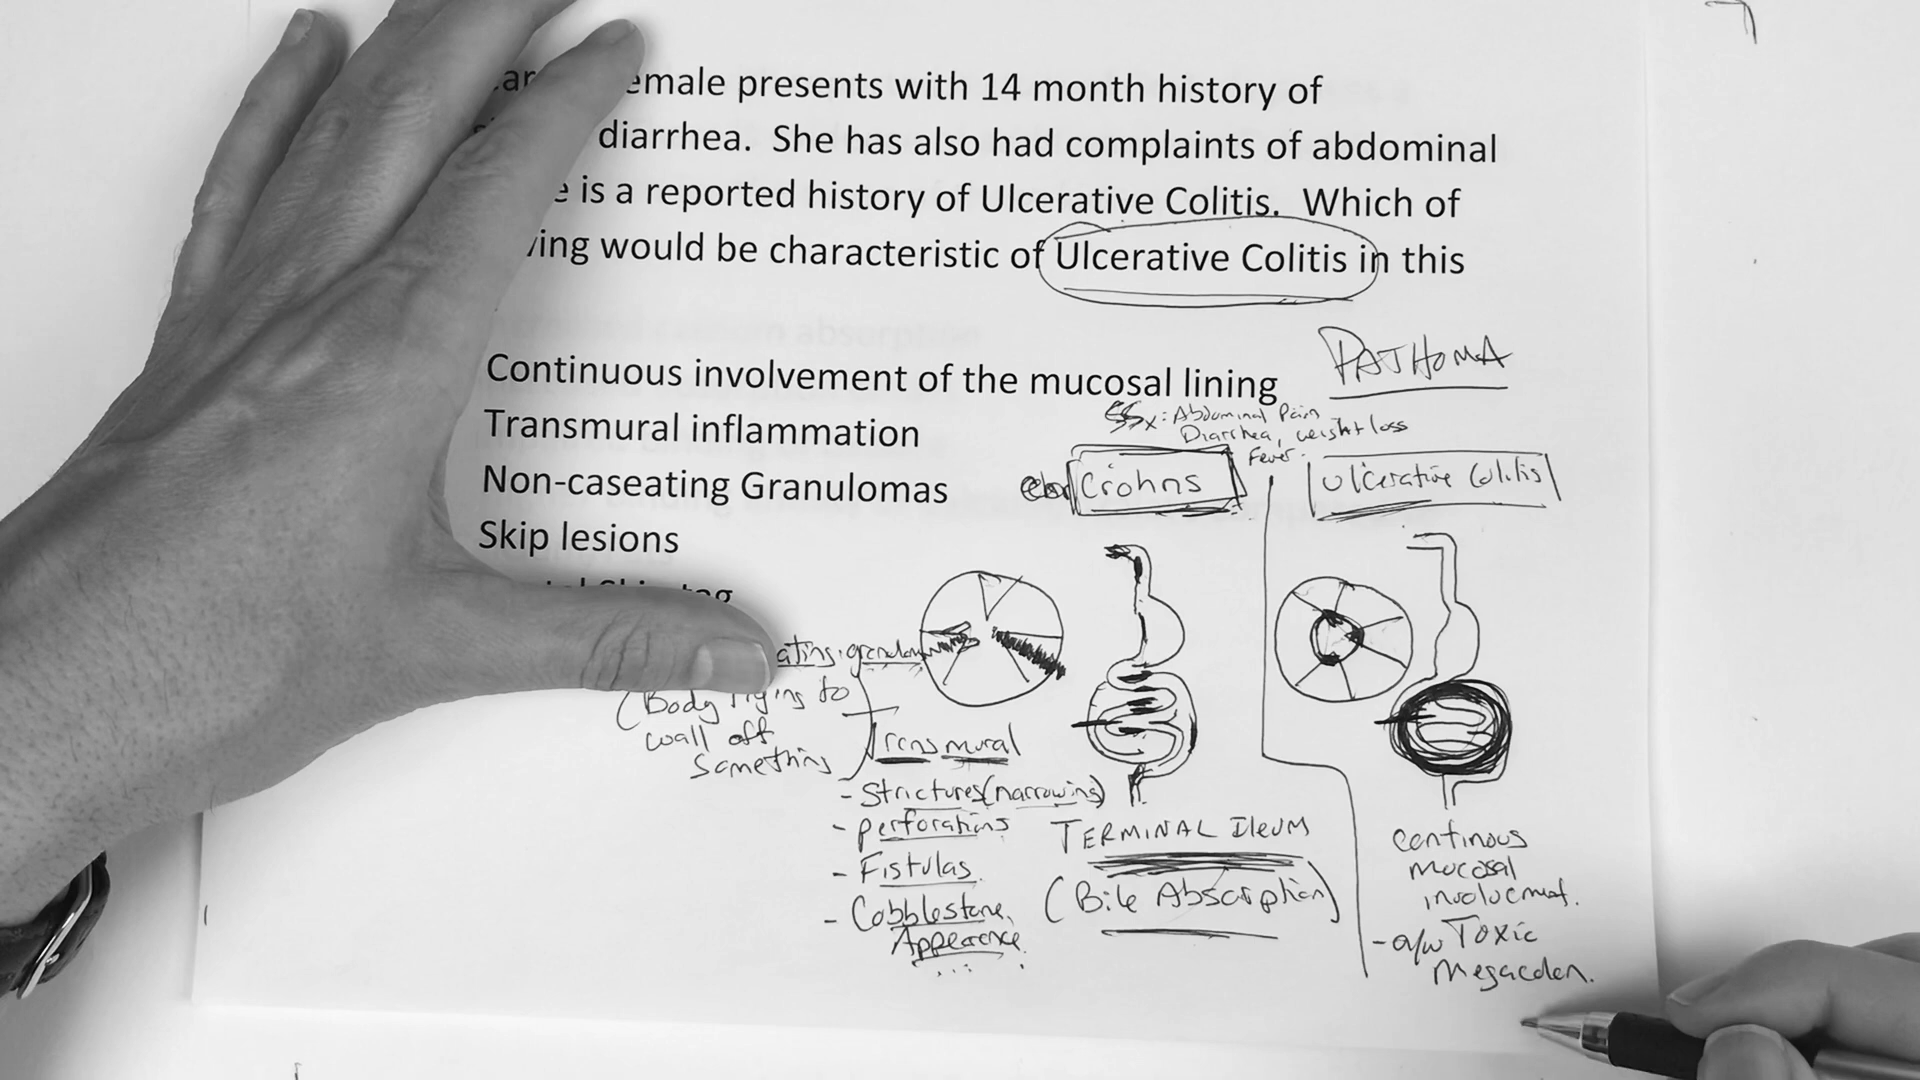 emale presents with 14 month history of
diarrhea. She has also had complaints of abdominal
e is a reported history of Ulcerative Colitis. Which of
ing would be characteristic of Ulcerative Colitis in this
Continuous involvement of the mucosal lining
Transmural inflammation
Non-caseating Granulomas
Skip lesions
PATHOMA
SSx: Abdominal Pain
Diarrhea, weight loss
Fever.
Crohns
Ulcerative Colitis
(Body trying to
wall off
something
Transmural
- Strictures (narrowing)
- perforations
- Fistulas.
- Cobblestone
Appearence
TERMINAL ILEUM
(Bile Absorption)
continous
mucosal
involvement.
- a/w Toxic
Megacolon.